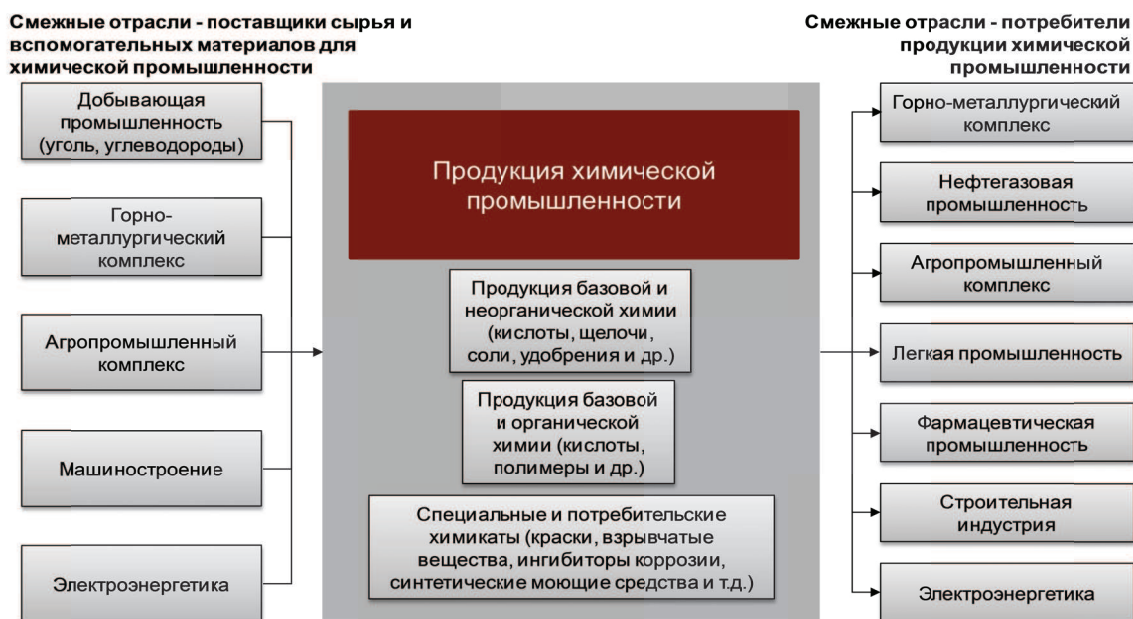 Смежные отрасли - поставщики сырья и
вспомогательных материалов для
химической промышленности
Добывающая
промышленность
(уголь, углеводороды)
Горно-
металлургический
комплекс
Агропромышленный
комплекс
Машиностроение
Электроэнергетика
Продукция химической
промышленности
Продукция базовой и
неорганической химии
(кислоты, щелочи,
соли, удобрения и др.)
Продукция базовой
и органической
химии (кислоты,
полимеры и др.)
Специальные и потребительские
химикаты (краски, взрывчатые
вещества, ингибиторы коррозии,
синтетические моющие средства и т.д.)
Смежные отрасли - потребители
продукции химической
промышленности
Горно-металлургический
комплекс
Нефтегазовая
промышленность
Агропромышленный
комплекс
Легкая промышленность
Фармацевтическая
промышленность
Строительная
индустрия
Электроэнергетика